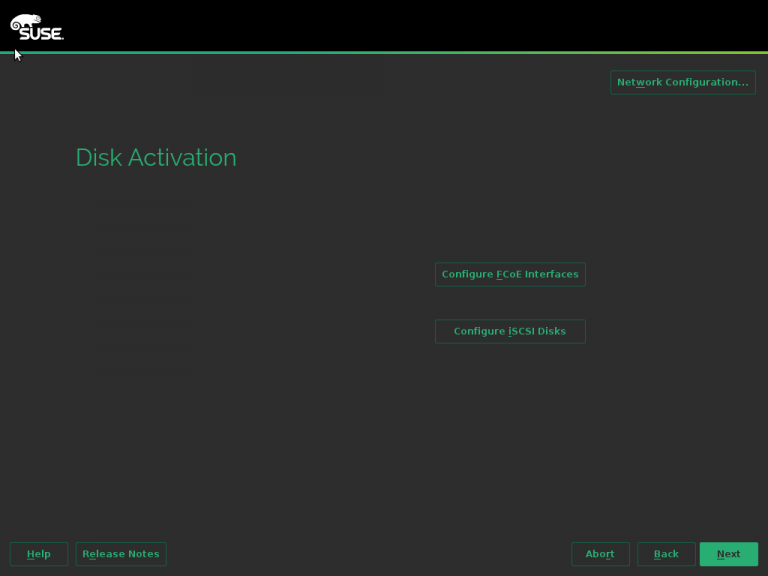 SUSE
Network Configuration...
Disk Activation
Configure FCoE Interfaces
Configure iSCSI Disks
Help Release Notes Abort Back Next